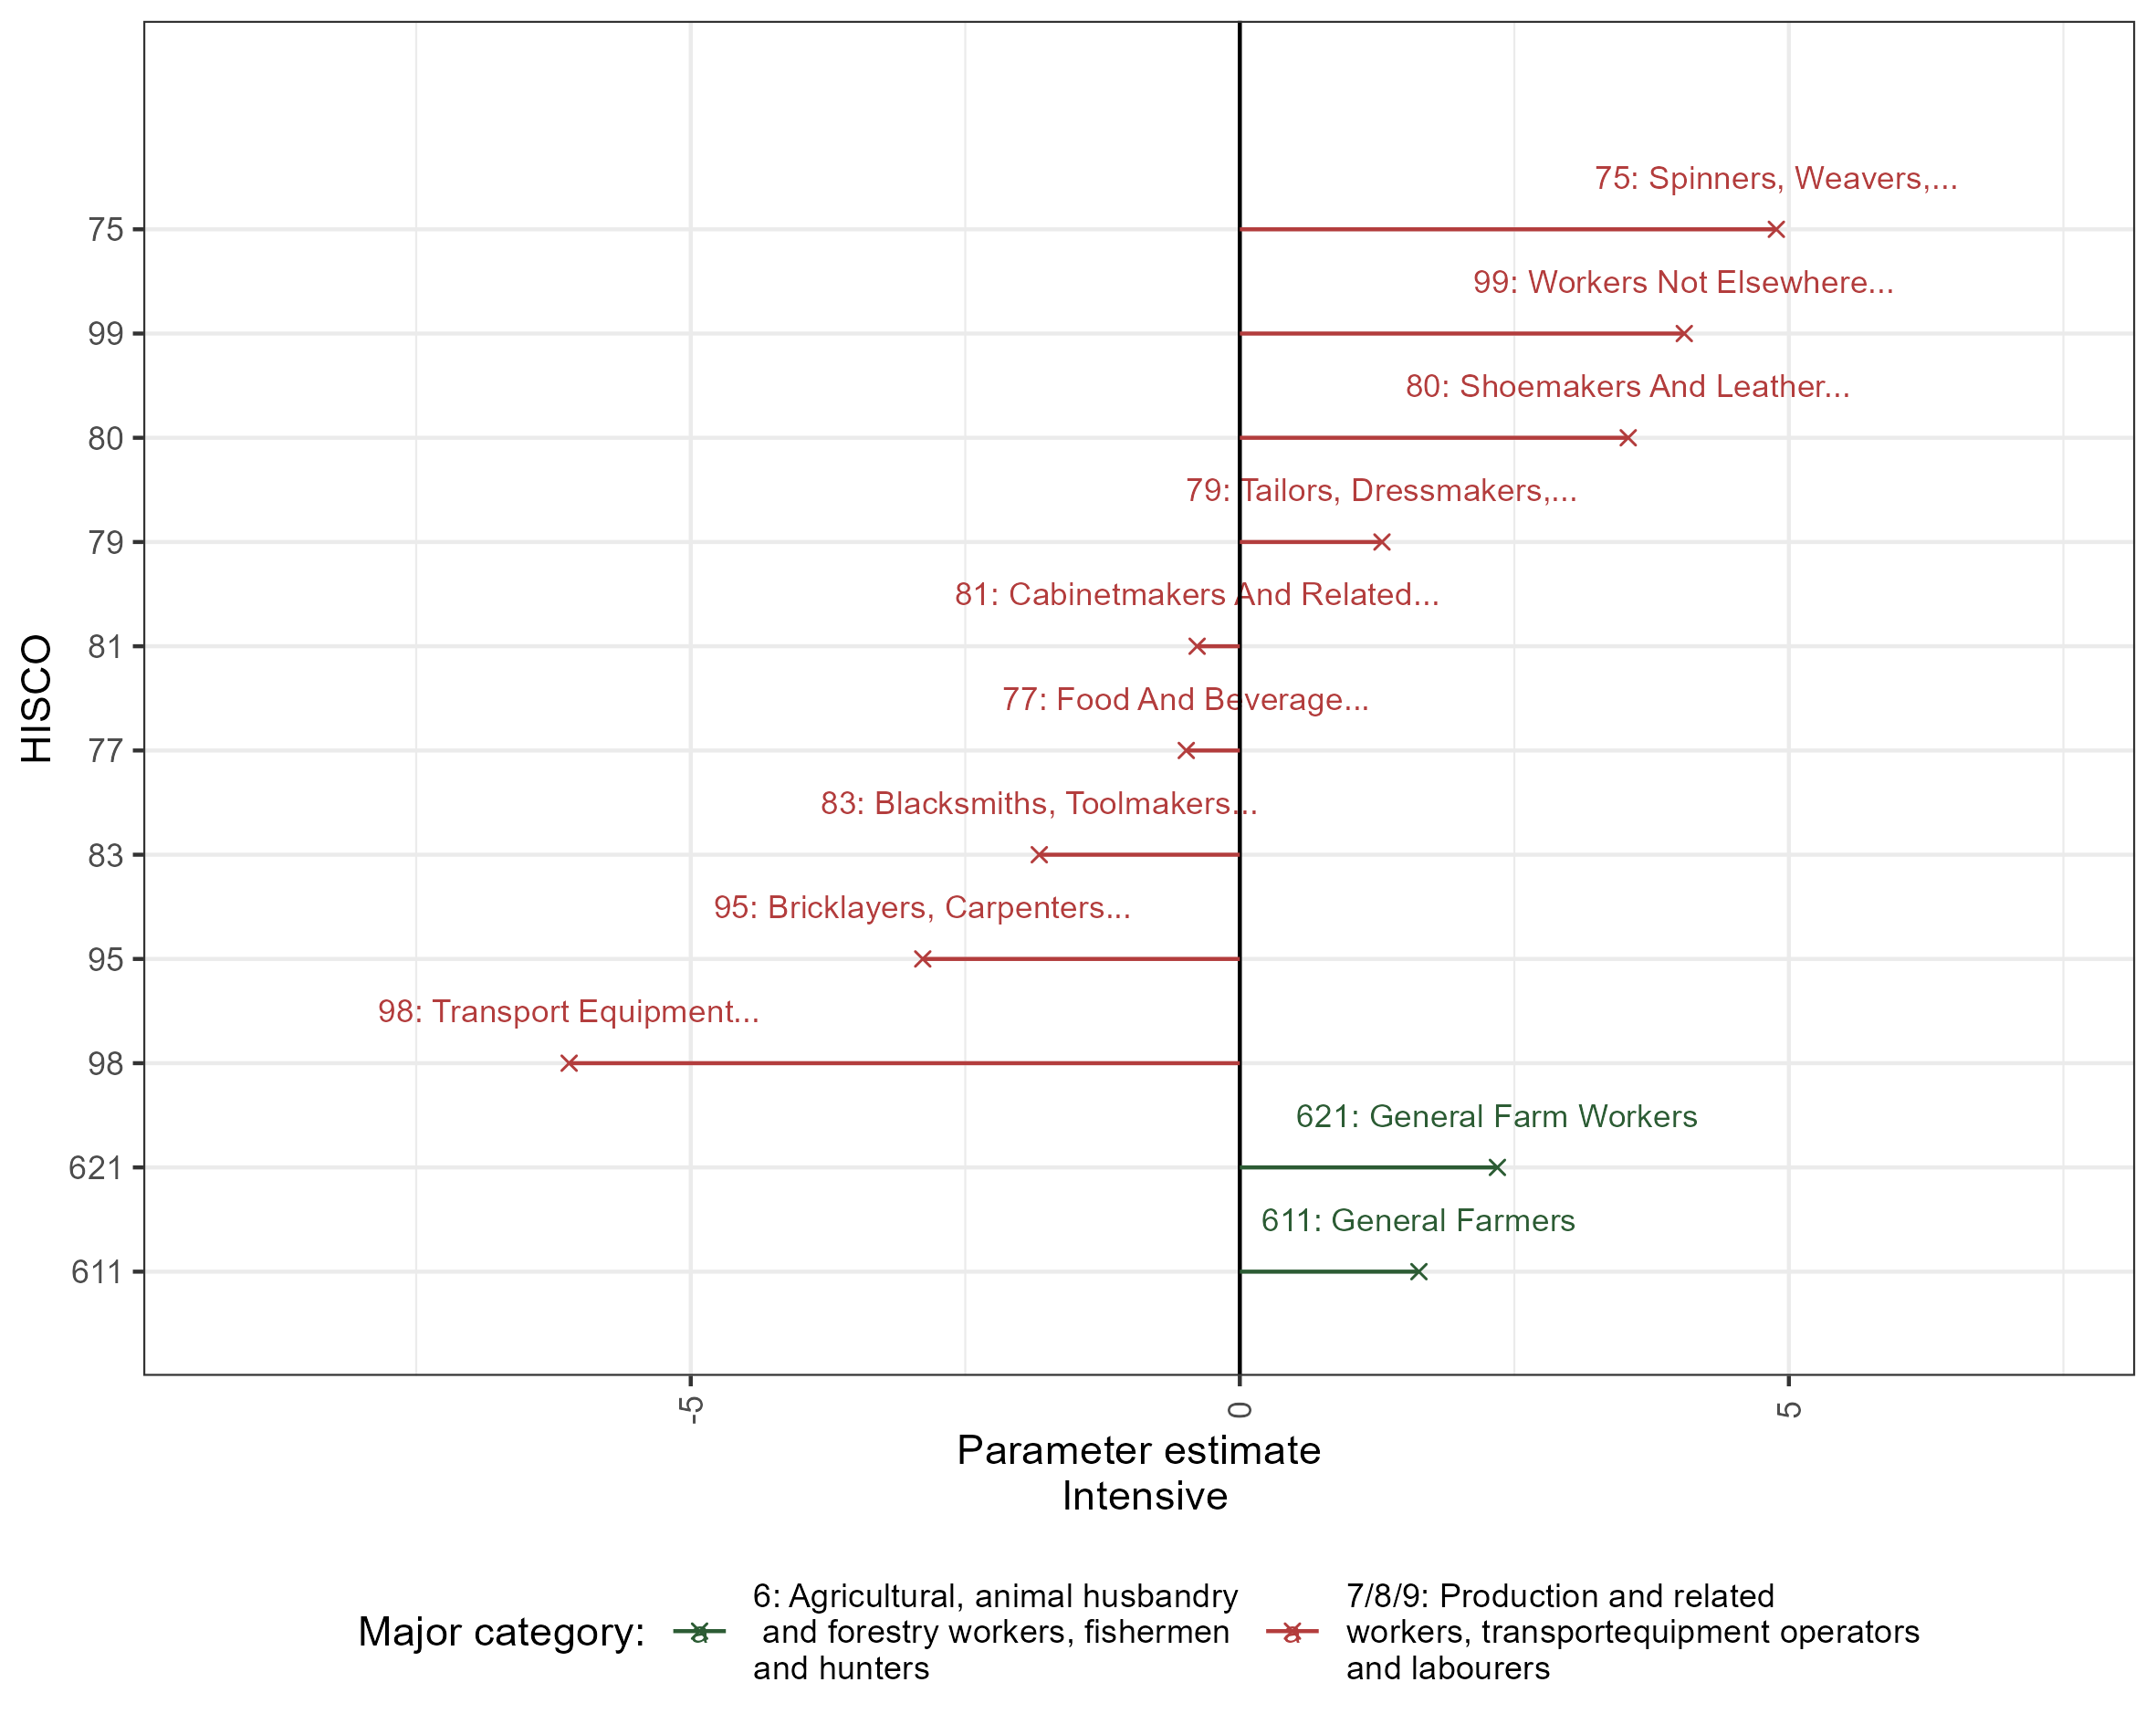 75: Spinners, Weavers,...
75
99: Workers Not Elsewhere...
99
80: Shoemakers And Leather...
80
79: Tailors, Dressmakers,...
79
81: Cabinetmakers And Related...
81
77: Food And Beverage...
77
83: Blacksmiths, Toolmakers...
83
95: Bricklayers, Carpenters...
95
98: Transport Equipment...
98
621: General Farm Workers
621
611: General Farmers
611
HISCO
-5
0
5
Parameter estimate
Intensive
Major category:
a
6: Agricultural, animal husbandry
and forestry workers, fishermen
and hunters
a
7/8/9: Production and related
workers, transportequipment operators
and labourers